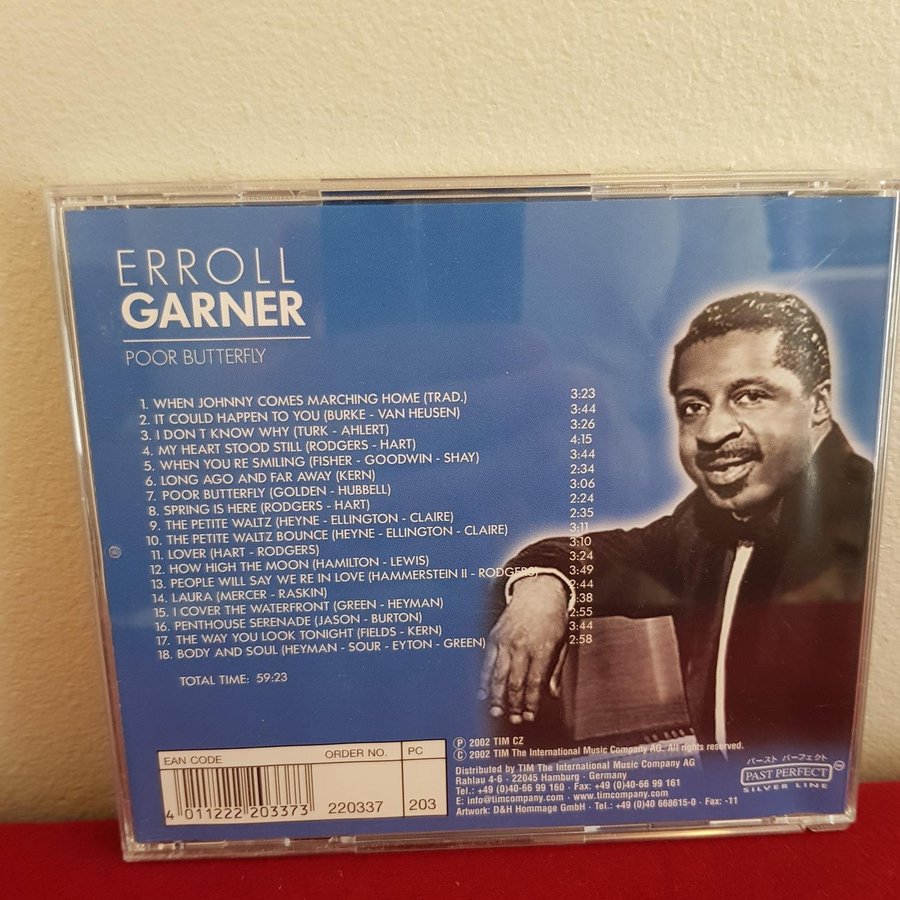 ERROLL
GARNER
POOR BUTTERFLY
1. WHEN JOHNNY COMES MARCHING HOME (TRAD.) 3:23
2. IT COULD HAPPEN TO YOU (BURKE - VAN HEUSEN) 3:44
3. I DON T KNOW WHY (TURK - AHLERT) 3:26
4. MY HEART STOOD STILL (RODGERS - HART) 4:15
5. WHEN YOU RE SMILING (FISHER - GOODWIN - SHAY) 3:44
6. LONG AGO AND FAR AWAY (KERN) 2:34
7. POOR BUTTERFLY (GOLDEN - HUBBELL) 3:06
8. SPRING IS HERE (RODGERS - HART) 2:24
9. THE PETITE WALTZ (HEYNE - ELLINGTON - CLAIRE) 2:35
10. THE PETITE WALTZ BOUNCE (HEYNE - ELLINGTON - CLAIRE) 3:11
11. LOVER (HART - RODGERS) 3:10
12. HOW HIGH THE MOON (HAMILTON - LEWIS) 3:24
13. PEOPLE WILL SAY WE RE IN LOVE (HAMMERSTEIN II - RODGERS) 3:49
14. LAURA (MERCER - RASKIN) 2:44
15. I COVER THE WATERFRONT (GREEN - HEYMAN) 2:38
16. PENTHOUSE SERENADE (JASON - BURTON) 2:55
17. THE WAY YOU LOOK TONIGHT (FIELDS - KERN) 3:44
18. BODY AND SOUL (HEYMAN - SOUR - EYTON - GREEN) 2:58
TOTAL TIME: 59:23
EAN CODE ORDER NO. PC
4 011222 203373 220337 203
℗ 2002 TIM CZ
© 2002 TIM The International Music Company AG. All rights reserved.
Distributed by TIM The International Music Company AG
Rahlau 4-6 · 22045 Hamburg · Germany
Tel.: +49 (0)40-66 99 160 · Fax: +49 (0)40-66 99 161
E: info@timcompany.com · www.timcompany.com
Artwork: D&H Hommage GmbH · Tel.: +49 (0)40 668615-0 · Fax: -11
パースト パーフェクト
PAST PERFECT
SILVER LINE